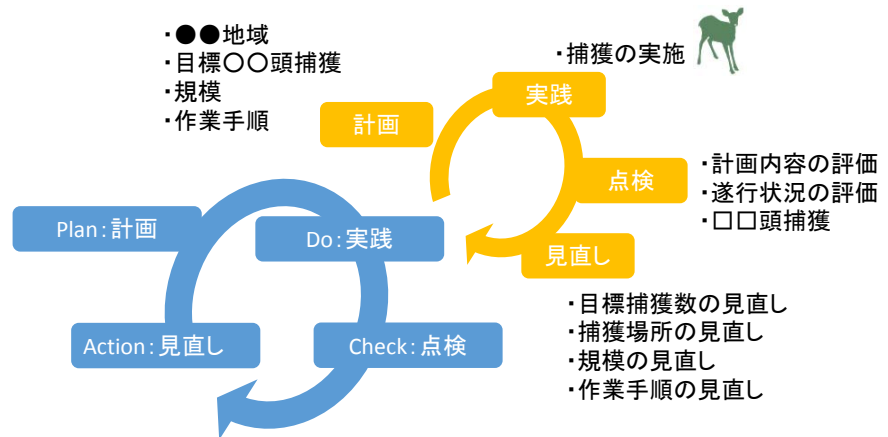 ・●●地域
・目標〇〇頭捕獲
・規模
・作業手順
・捕獲の実施
計画
実践
点検
見直し
・計画内容の評価
・遂行状況の評価
・□□頭捕獲
・目標捕獲数の見直し
・捕獲場所の見直し
・規模の見直し
・作業手順の見直し
Plan：計画
Do：実践
Check：点検
Action：見直し